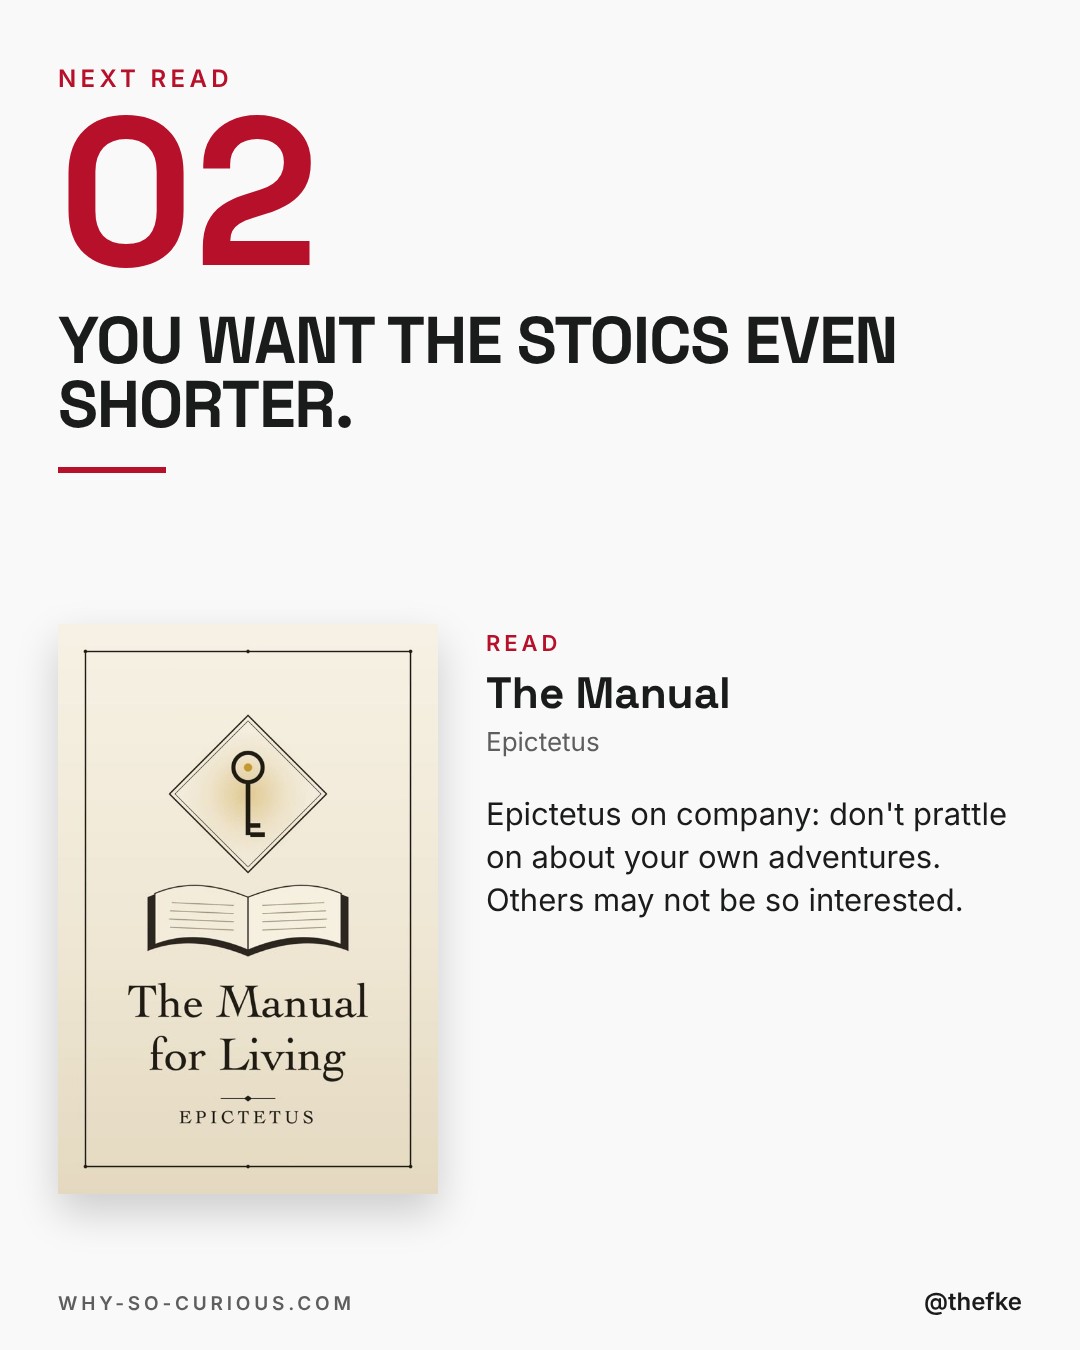 NEXT READ
02
YOU WANT THE STOICS EVEN
SHORTER.
READ
The Manual
Epictetus
Epictetus on company: don't prattle
on about your own adventures.
Others may not be so interested.
The Manual
for Living
EPICTETUS
WHY-SO-CURIOUS.COM
@thefke